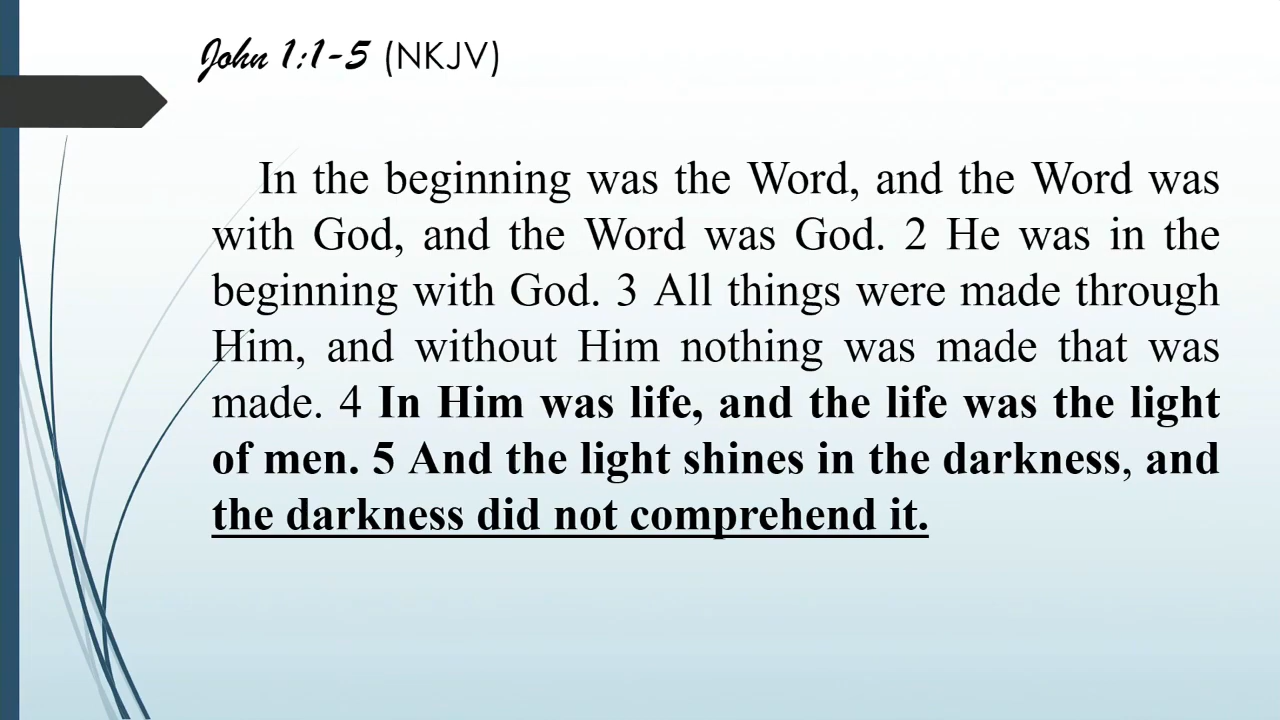 John 1:1-5 (NKJV)
In the beginning was the Word, and the Word was
with God, and the Word was God. 2 He was in the
beginning with God. 3 All things were made through
Him, and without Him nothing was made that was
made. 4 In Him was life, and the life was the light
of men. 5 And the light shines in the darkness, and
the darkness did not comprehend it.